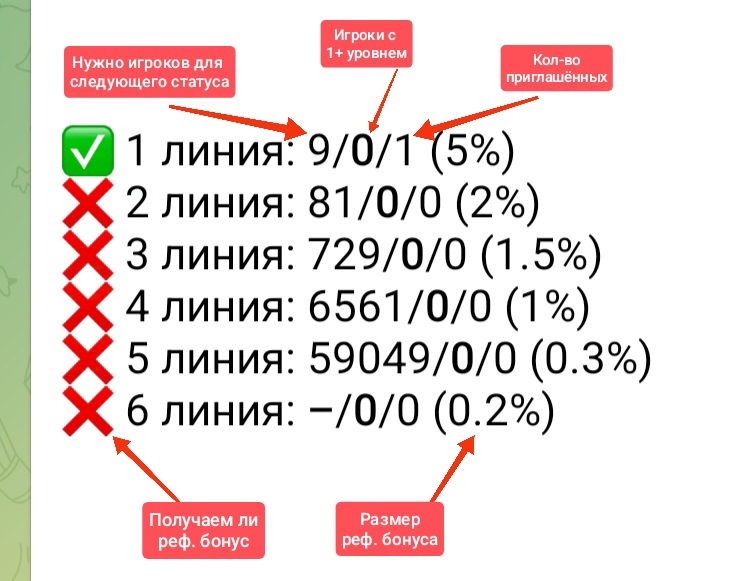 Игроки с
1+ уровнем
Нужно игроков для
следующего статуса
Кол-во
приглашённых
✅ 1 линия: 9/0/1 (5%)
❌ 2 линия: 81/0/0 (2%)
❌ 3 линия: 729/0/0 (1.5%)
❌ 4 линия: 6561/0/0 (1%)
❌ 5 линия: 59049/0/0 (0.3%)
❌ 6 линия: –/0/0 (0.2%)
Получаем ли
реф. бонус
Размер
реф. бонуса